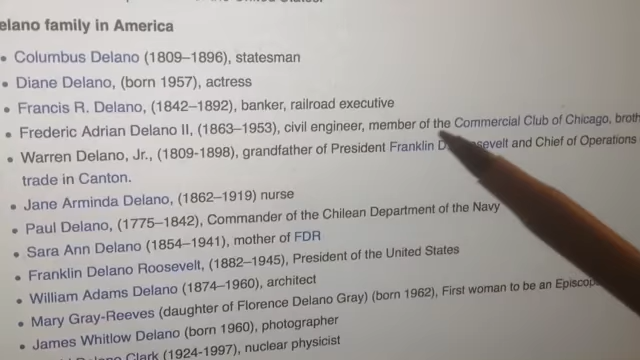 elano family in America
• Columbus Delano (1809–1896), statesman
• Diane Delano, (born 1957), actress
• Francis R. Delano, (1842–1892), banker, railroad executive
• Frederic Adrian Delano II, (1863–1953), civil engineer, member of the Commercial Club of Chicago, broth
• Warren Delano, Jr., (1809-1898), grandfather of President Franklin D. sevelt and Chief of Operations
trade in Canton.
• Jane Arminda Delano, (1862–1919) nurse
• Paul Delano, (1775–1842), Commander of the Chilean Department of the Navy
• Sara Ann Delano (1854–1941), mother of FDR
• Franklin Delano Roosevelt, (1882–1945), President of the United States
• William Adams Delano (1874–1960), architect
• Mary Gray-Reeves (daughter of Florence Delano Gray) (born 1962), First woman to be an Episcop
• James Whitlow Delano (born 1960), photographer
Delano Clark (1924-1997), nuclear physicist